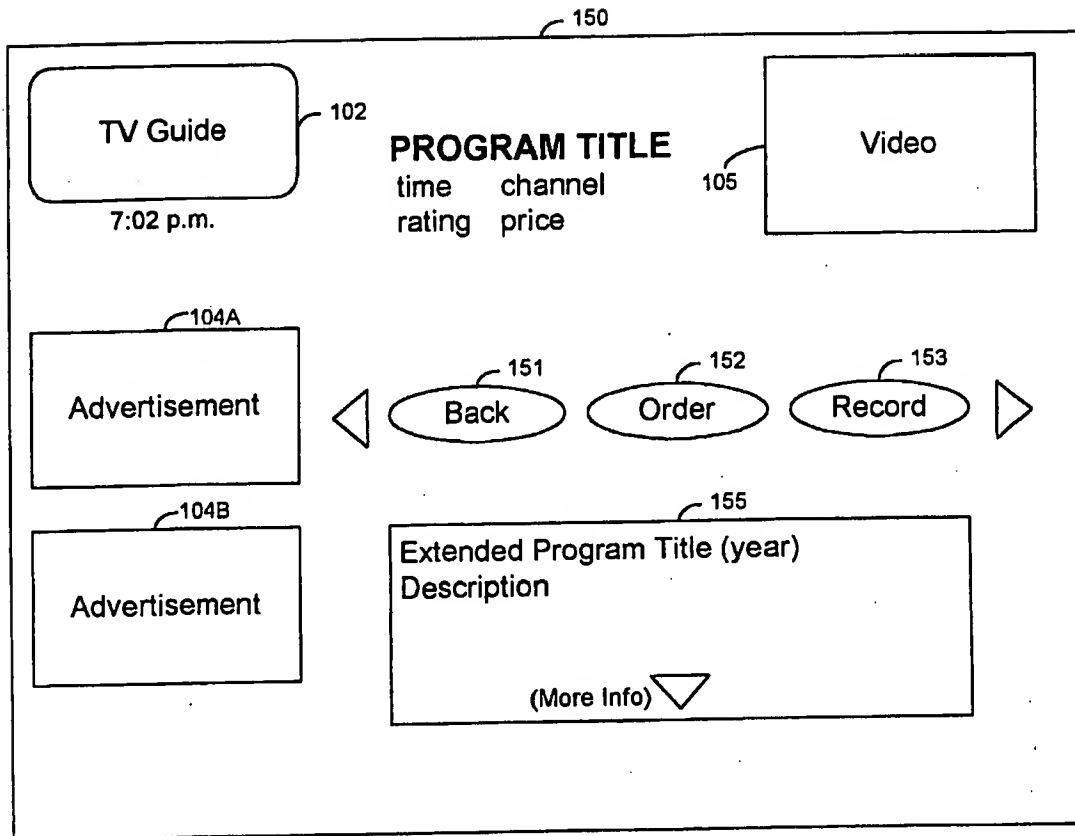 150
TV Guide
102
7:02 p.m.
PROGRAM TITLE
time channel
rating price
Video
105
104A
Advertisement
151
Back
152
Order
153
Record
104B
Advertisement
155
Extended Program Title (year)
Description
(More Info)